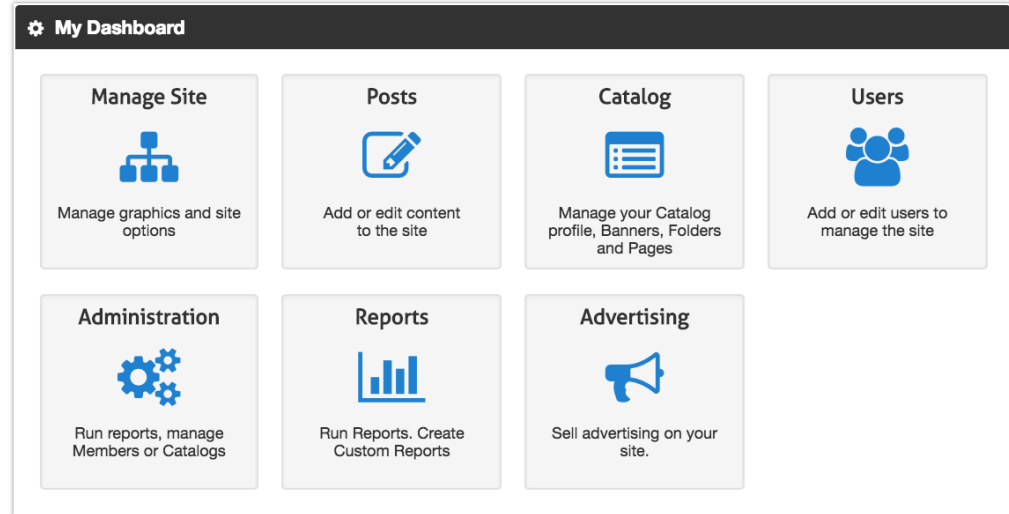 My Dashboard
Manage Site
Manage graphics and site
options
Posts
Add or edit content
to the site
Catalog
Manage your Catalog
profile, Banners, Folders
and Pages
Users
Add or edit users to
manage the site
Administration
Run reports, manage
Members or Catalogs
Reports
Run Reports. Create
Custom Reports
Advertising
Sell advertising on your
site.